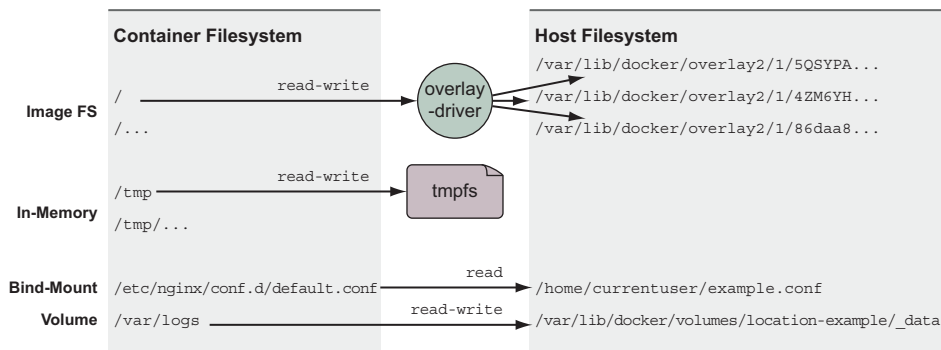 Container Filesystem
Host Filesystem
/var/lib/docker/overlay2/1/5QSYPA...
Image FS
/
read-write
overlay
-driver
/var/lib/docker/overlay2/1/4ZM6YH...
/...
/var/lib/docker/overlay2/1/86daa8...
In-Memory
/tmp
read-write
tmpfs
/tmp/...
Bind-Mount
/etc/nginx/conf.d/default.conf
read
/home/currentuser/example.conf
Volume
/var/logs
read-write
/var/lib/docker/volumes/location-example/_data